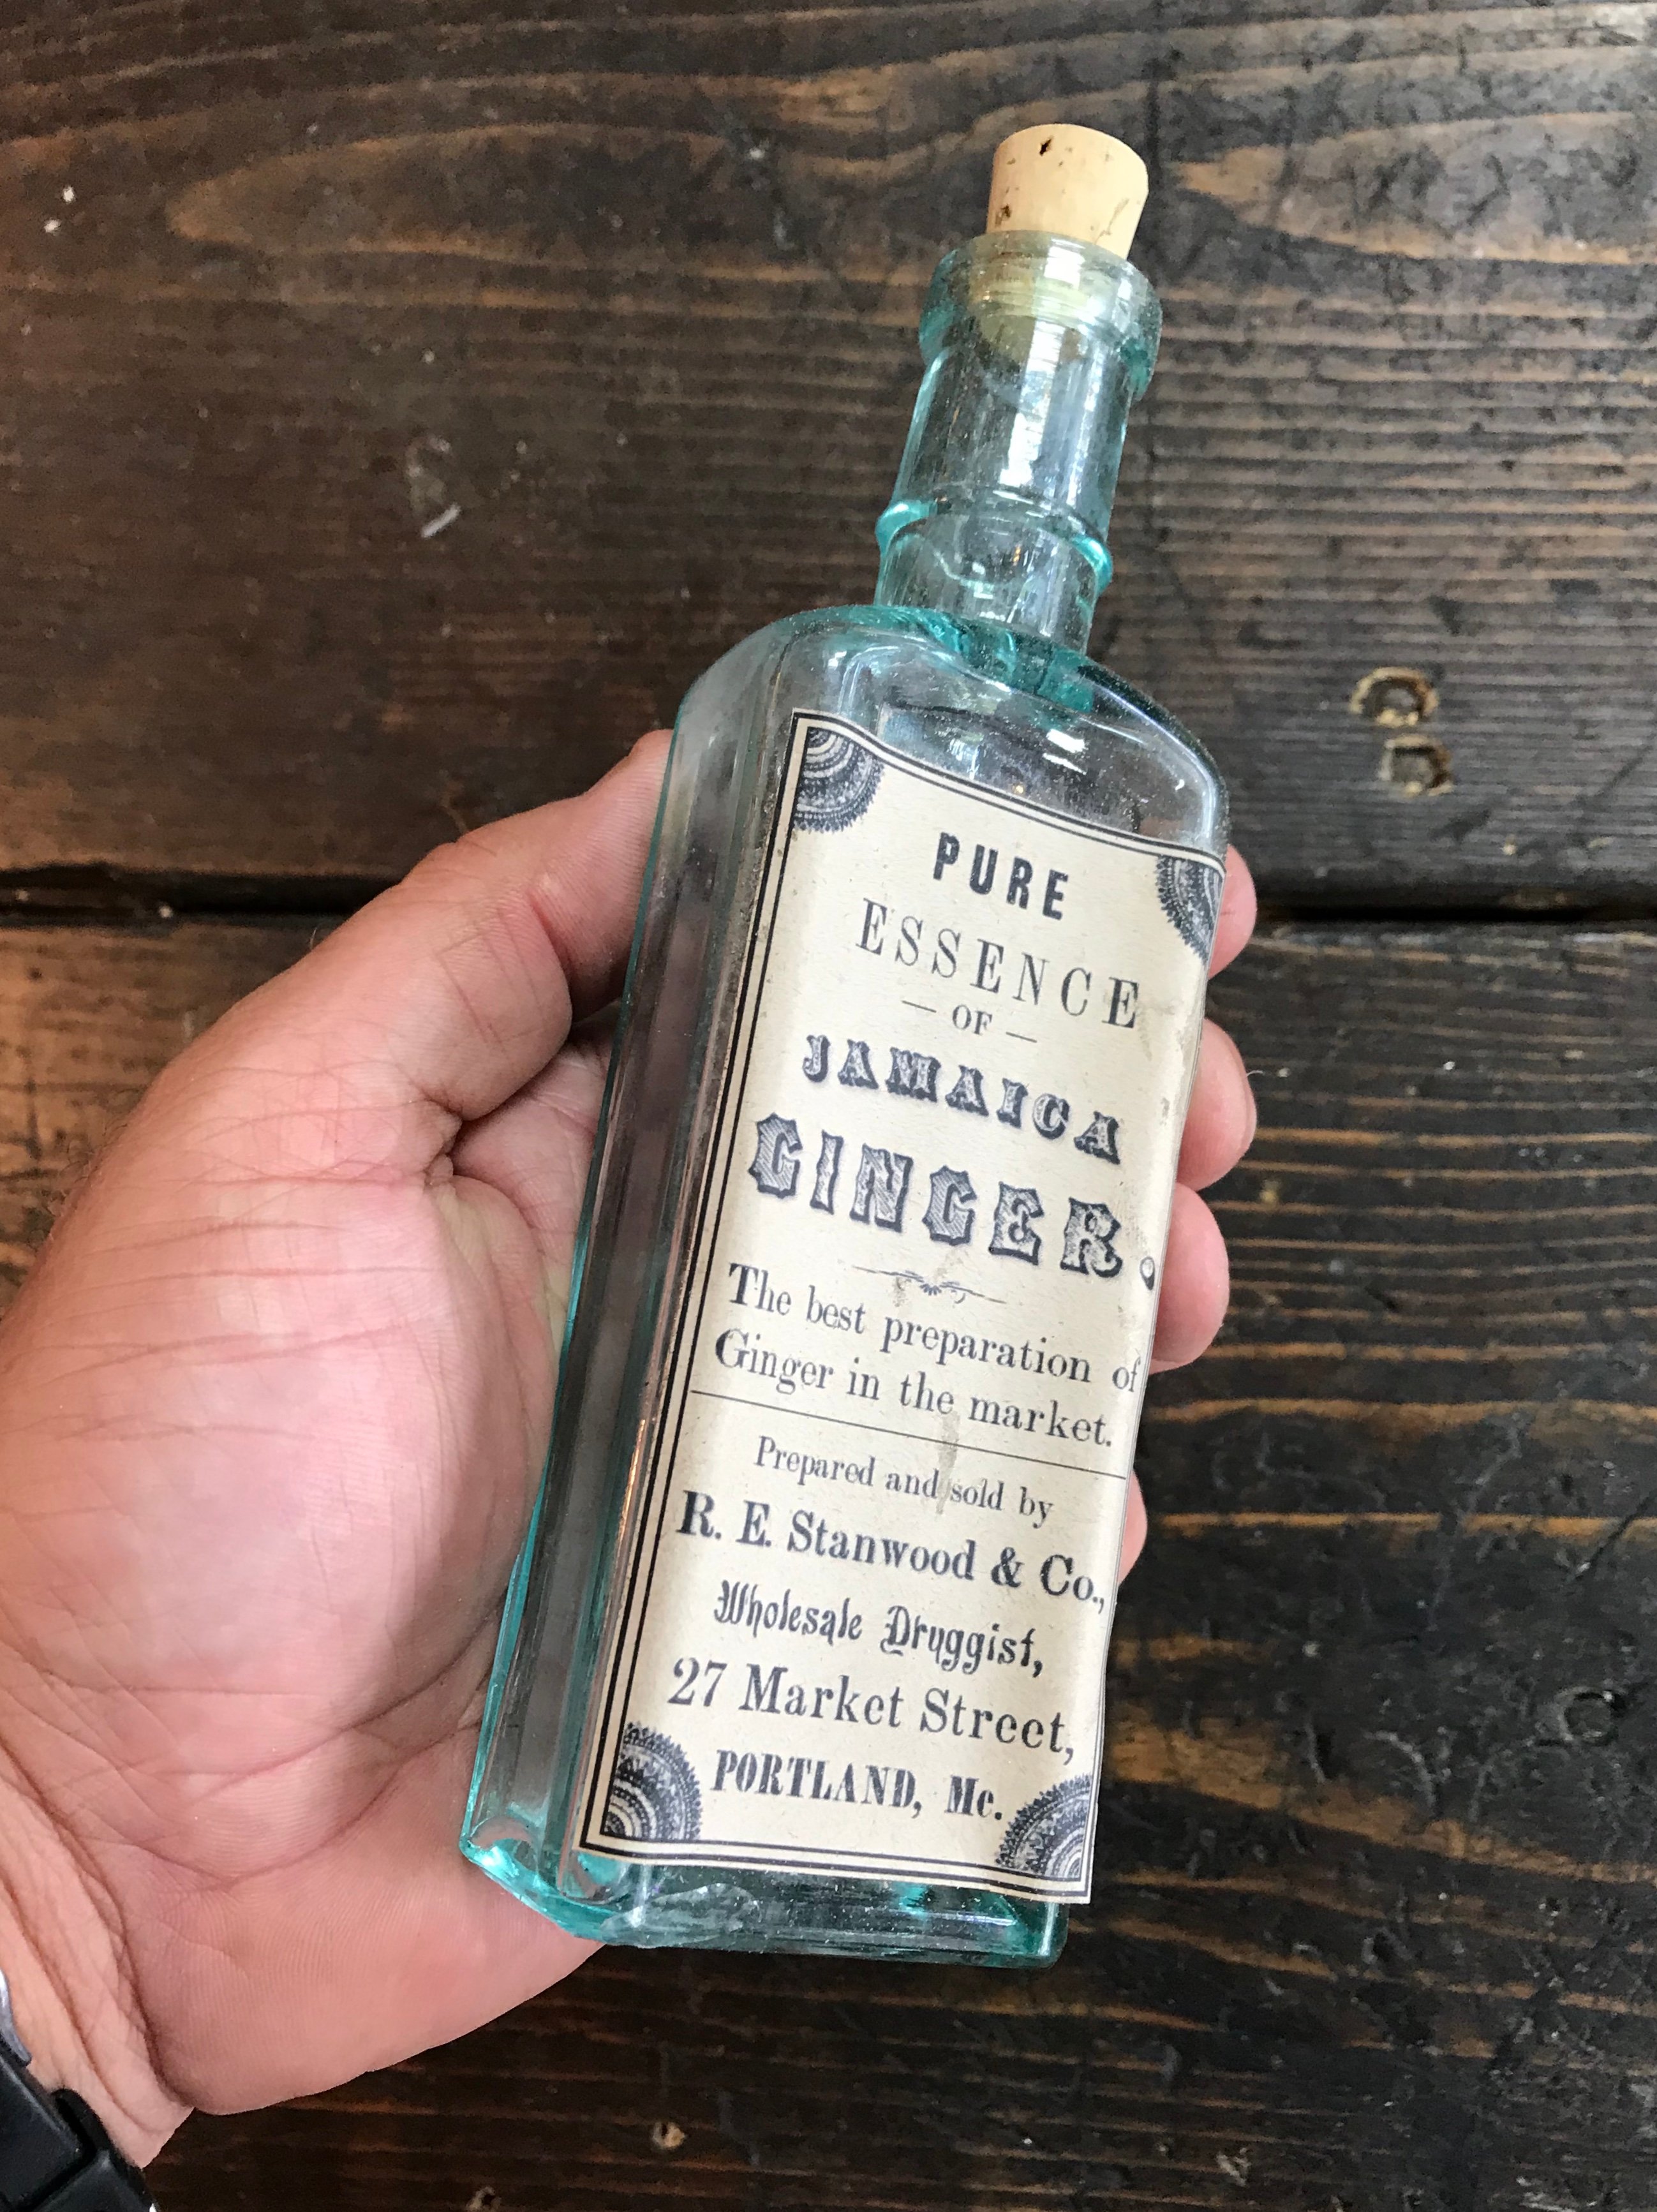 PURE
ESSENCE
— OF —
JAMAICA
GINGER.
The best preparation of
Ginger in the market.
Prepared and sold by
R. E. Stanwood & Co.,
Wholesale Druggist,
27 Market Street,
PORTLAND, Me.